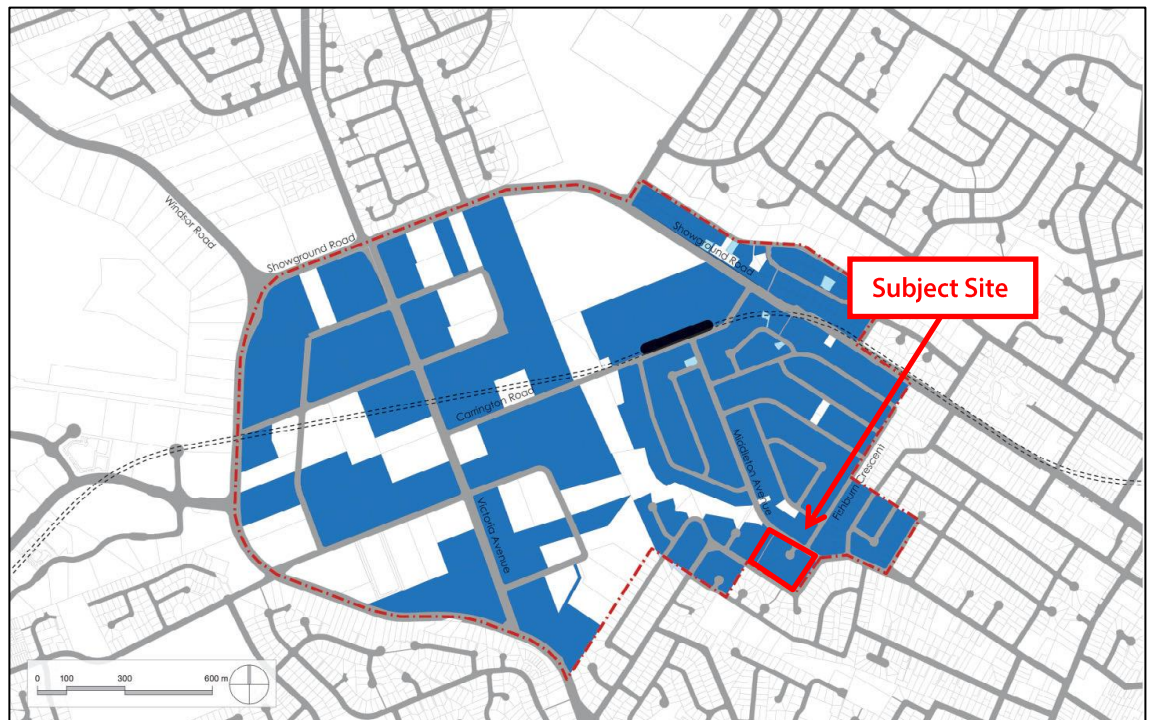 Windsor Road
Showground Road
Showground Road
Subject Site
Carrington Road
Middleton Avenue
Fishburn Crescent
Victoria Avenue
0 100 300 600 m